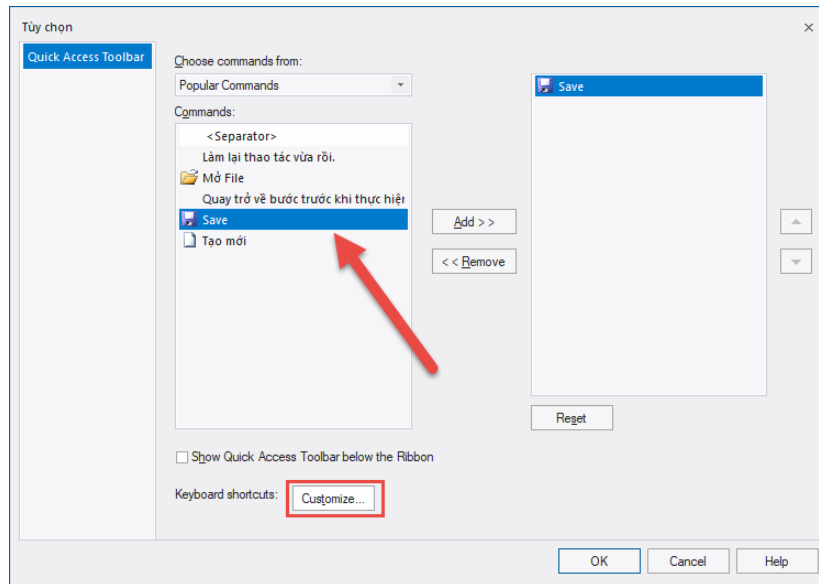 Tùy chọn
Quick Access Toolbar
Choose commands from:
Popular Commands
Commands:
<Separator>
Làm lại thao tác vừa rồi.
Mở File
Quay trở về bước trước khi thực hiện
Save
Tạo mới
Add >>
<< Remove
Save
Reset
Show Quick Access Toolbar below the Ribbon
Keyboard shortcuts:
Customize...
OK
Cancel
Help